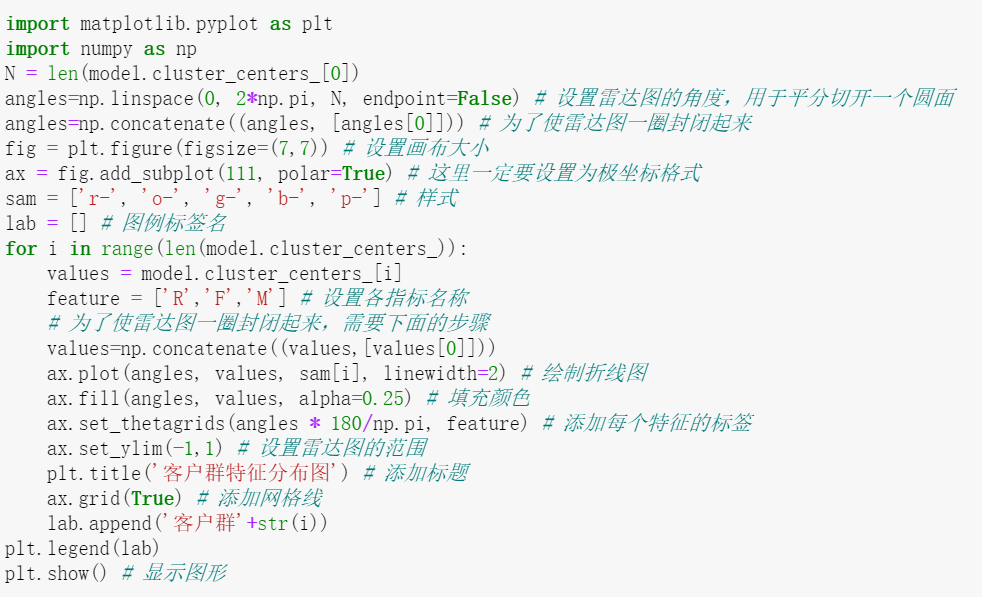 import matplotlib.pyplot as plt
import numpy as np
N = len(model.cluster_centers_[0])
angles=np.linspace(0, 2*np.pi, N, endpoint=False) # 设置雷达图的角度，用于平分切开一个圆面
angles=np.concatenate((angles, [angles[0]])) # 为了使雷达图一圈封闭起来
fig = plt.figure(figsize=(7,7)) # 设置画布大小
ax = fig.add_subplot(111, polar=True) # 这里一定要设置为极坐标格式
sam = ['r-', 'o-', 'g-', 'b-', 'p-'] # 样式
lab = [] # 图例标签名
for i in range(len(model.cluster_centers_)):
    values = model.cluster_centers_[i]
    feature = ['R','F','M'] # 设置各指标名称
    # 为了使雷达图一圈封闭起来，需要下面的步骤
    values=np.concatenate((values,[values[0]]))
    ax.plot(angles, values, sam[i], linewidth=2) # 绘制折线图
    ax.fill(angles, values, alpha=0.25) # 填充颜色
    ax.set_thetagrids(angles * 180/np.pi, feature) # 添加每个特征的标签
    ax.set_ylim(-1,1) # 设置雷达图的范围
    plt.title('客户群特征分布图') # 添加标题
    ax.grid(True) # 添加网格线
    lab.append('客户群'+str(i))
plt.legend(lab)
plt.show() # 显示图形